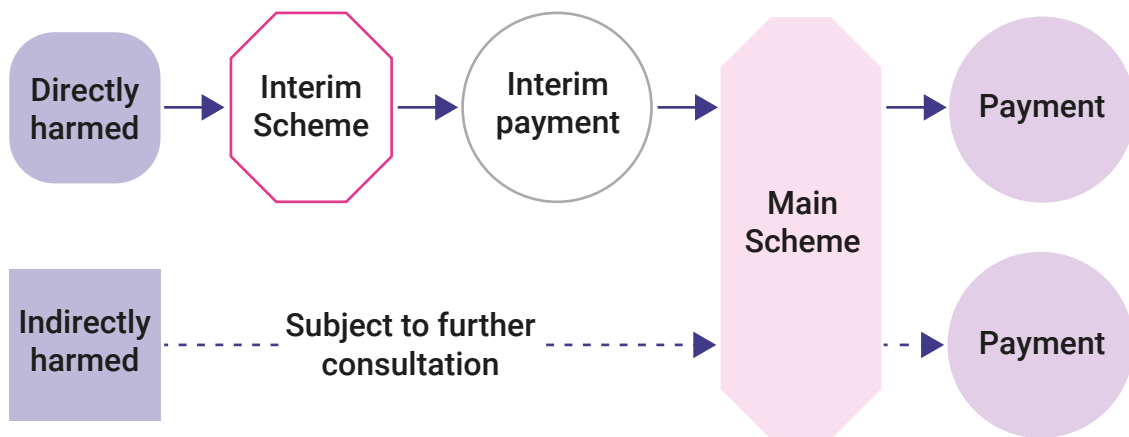 Directly
harmed
Interim
Scheme
Interim
payment
Main
Scheme
Payment
Indirectly
harmed
Subject to further
consultation
Payment